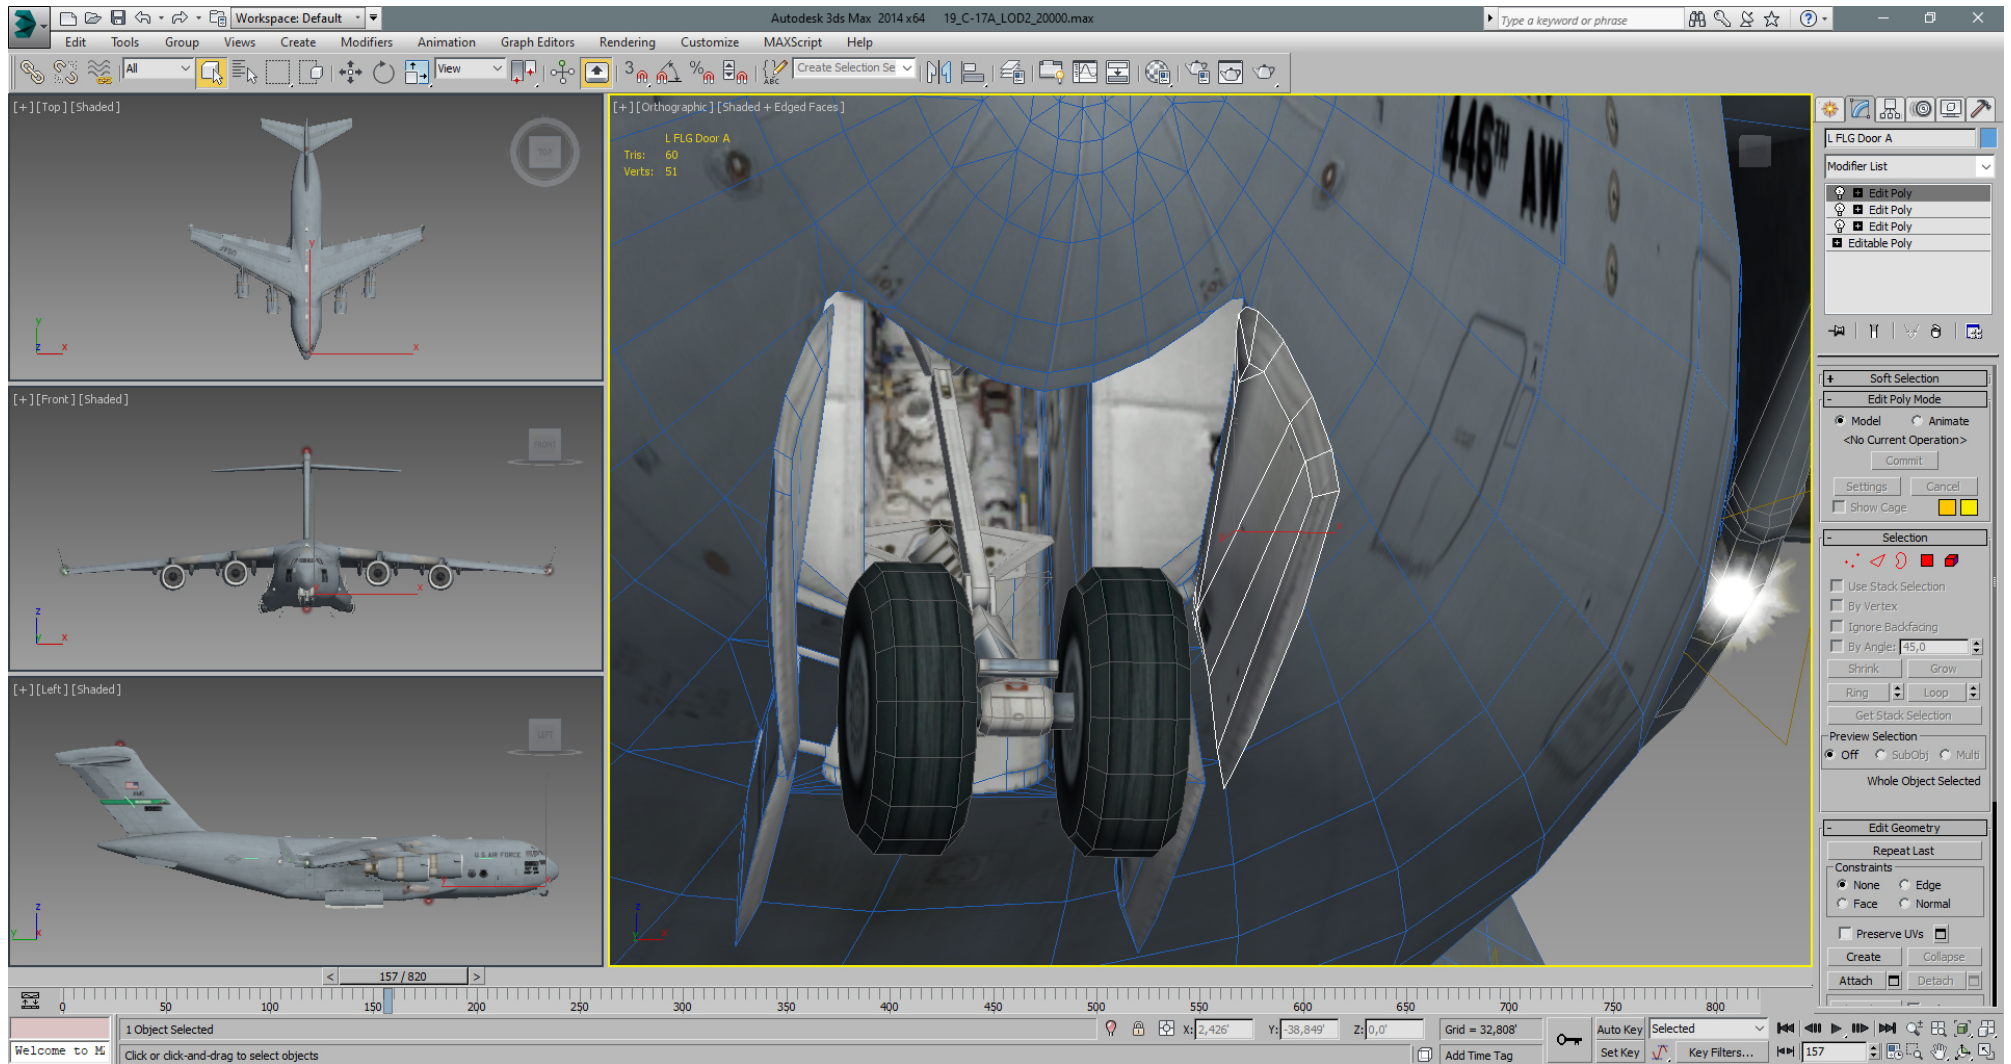 Workspace: Default
Autodesk 3ds Max 2014 x64 19_C-17A_LOD2_20000.max
Type a keyword or phrase
Edit Tools Group Views Create Modifiers Animation Graph Editors Rendering Customize MAXScript Help
All
View
3
%
ABC
Create Selection Se
[+][Top][Shaded]
TOP
y
x
y
z
x
[+][Front][Shaded]
FRONT
x
z
x
[+][Left][Shaded]
LEFT
AMC
U.S. AIR FORCE
z
y
[+][Orthographic][Shaded + Edged Faces]
L FLG Door A
Tris: 60
Verts: 51
446TH AW
z
L FLG Door A
Modifier List
Edit Poly
Edit Poly
Edit Poly
Editable Poly
+ Soft Selection
- Edit Poly Mode
Model Animate
<No Current Operation>
Commit
Settings Cancel
Show Cage
- Selection
Use Stack Selection
By Vertex
Ignore Backfacing
By Angle: 45,0
Shrink Grow
Ring Loop
Get Stack Selection
Preview Selection
Off SubObj Multi
Whole Object Selected
- Edit Geometry
Repeat Last
Constraints
None Edge
Face Normal
Preserve UVs
Create Collapse
Attach Detach
< 157 / 820 >
0 50 100 150 200 250 300 350 400 450 500 550 600 650 700 750 800
1 Object Selected
X: 2,426' Y: -38,849' Z: 0,0' Grid = 32,808'
Auto Key Selected
Welcome to M
Click or click-and-drag to select objects
Add Time Tag
Set Key Key Filters...
157